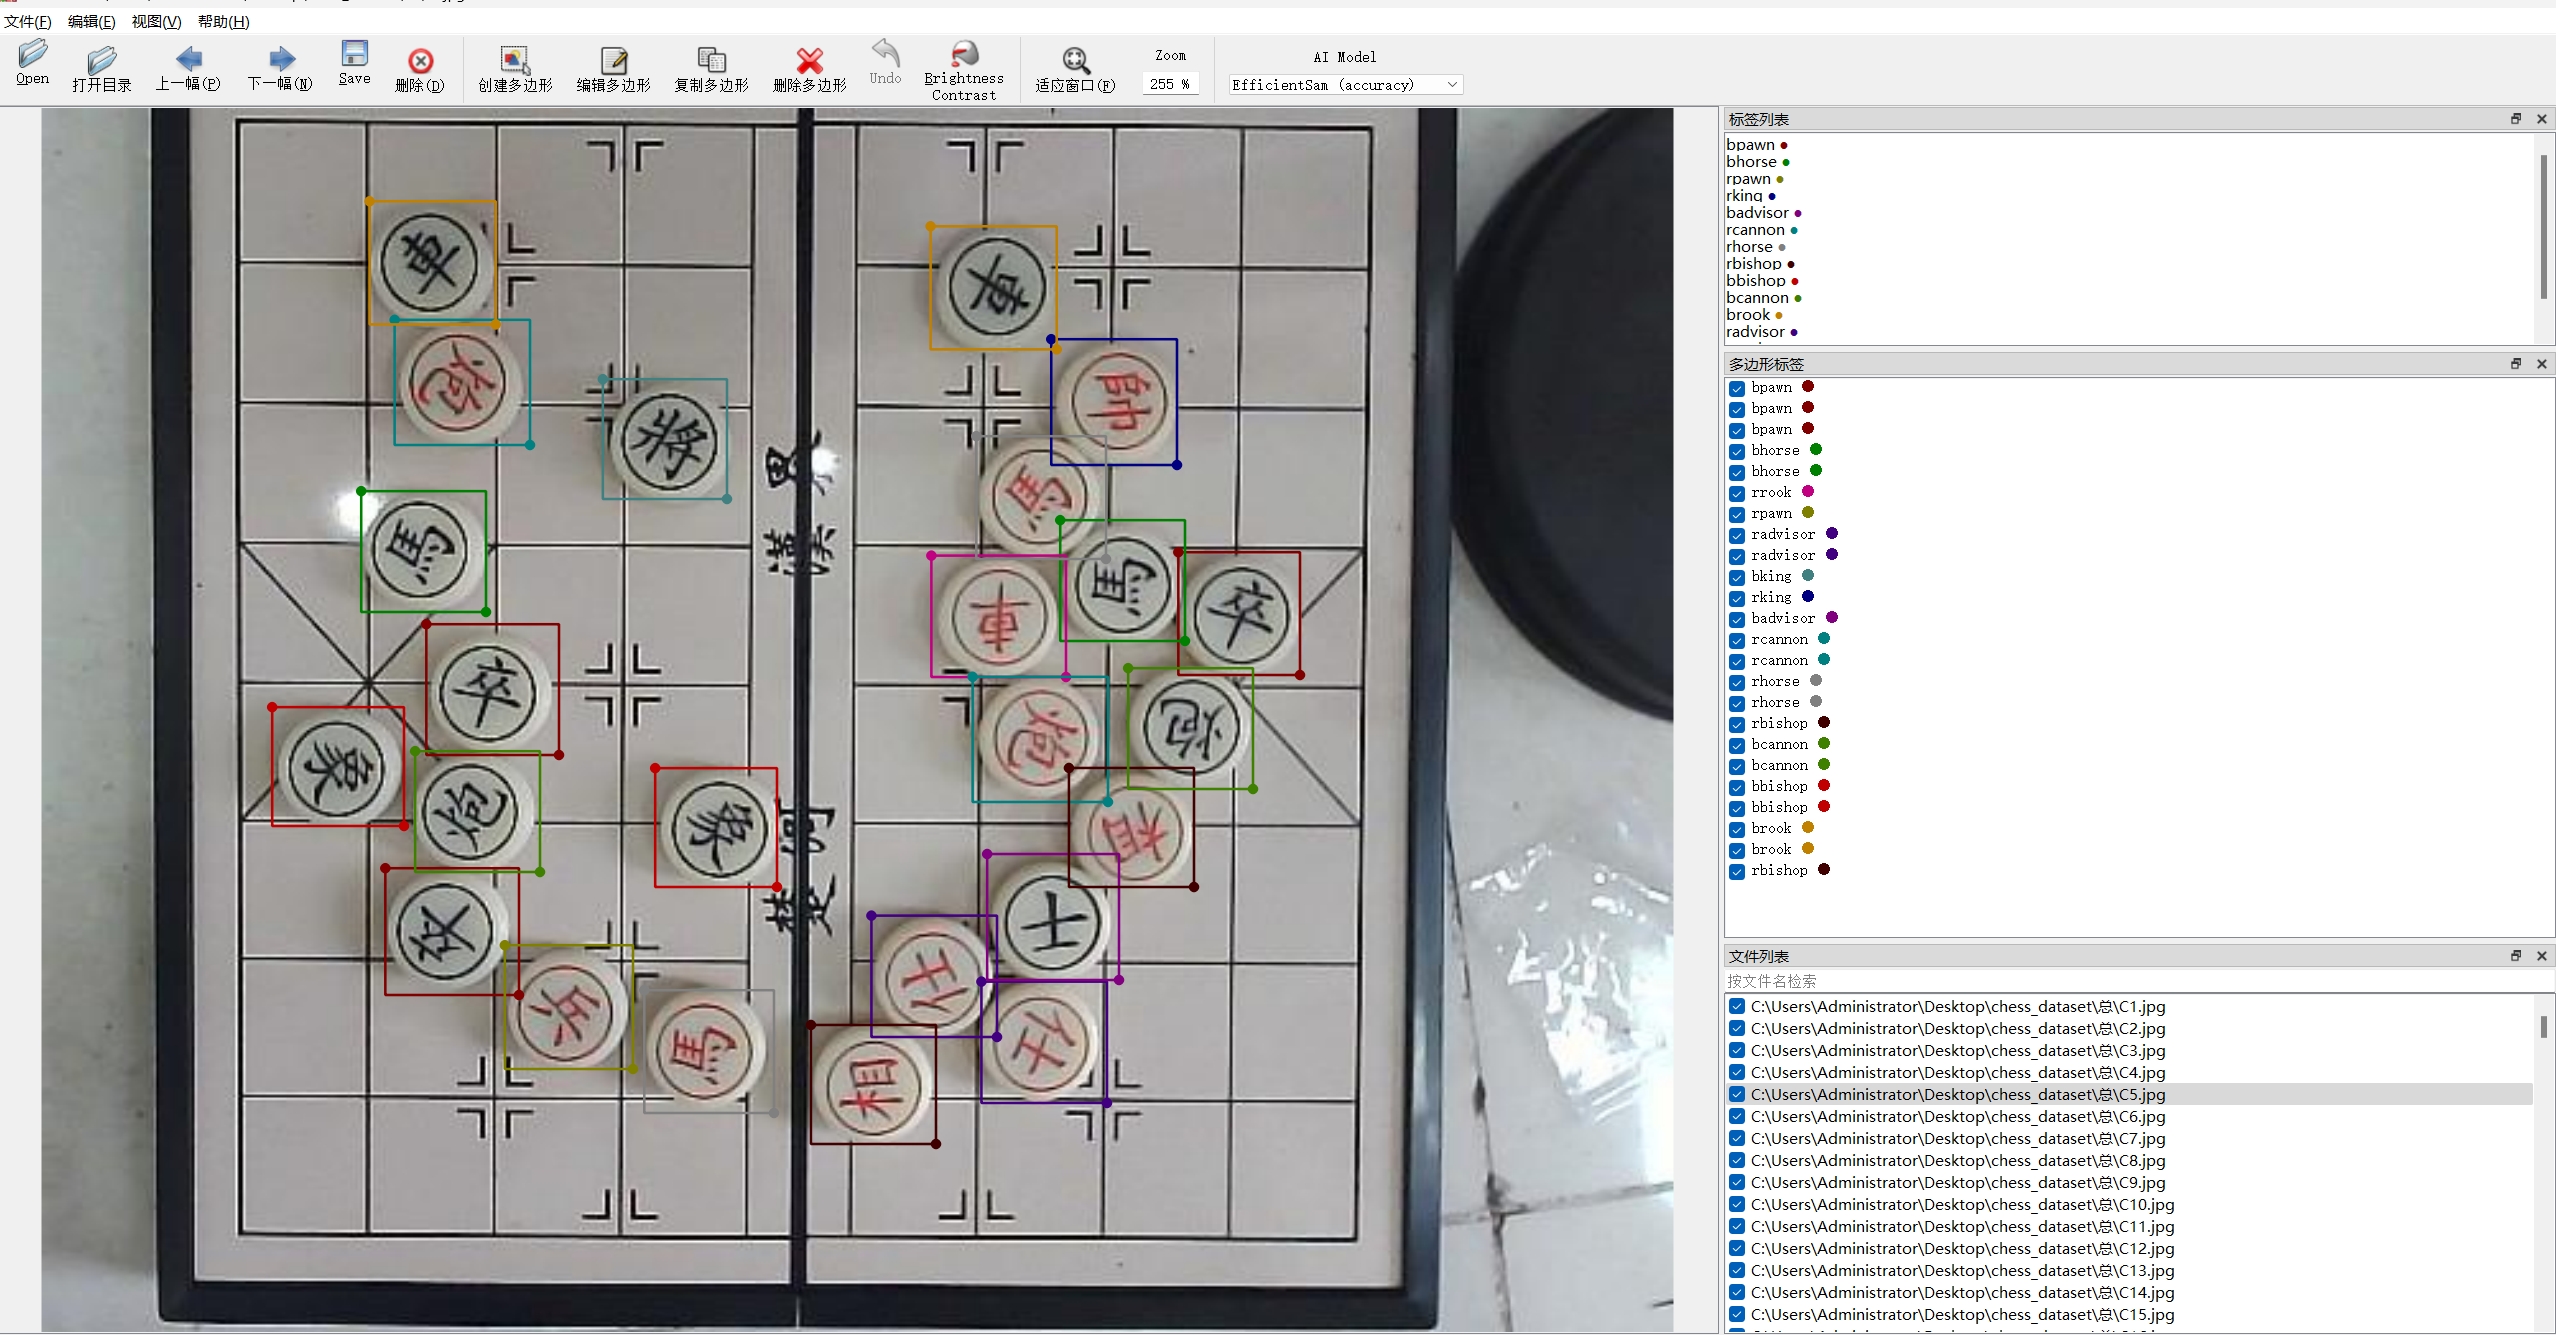 文件(F) 编辑(E) 视图(V) 帮助(H)
Open 打开目录 上一幅(P) 下一幅(N) Save 删除(D) 创建多边形 编辑多边形 复制多边形 删除多边形 Undo Brightness Contrast 适应窗口(F) Zoom 255 % AI Model EfficientSam (accuracy)
標签列表
bpawn
bhorse
rpawn
rking
badvisor
rcannon
rhorse
rbishop
bbishop
bcannon
brook
radvisor
多边形标签
bpawn
bpawn
bpawn
bhorse
bhorse
rrook
rpawn
radvisor
radvisor
bking
rking
badvisor
rcannon
rcannon
rhorse
rhorse
rbishop
bcannon
bcannon
bbishop
bbishop
brook
brook
rbishop
文件列表
按文件名检索
C:\Users\Administrator\Desktop\chess_dataset\总\C1.jpg
C:\Users\Administrator\Desktop\chess_dataset\总\C2.jpg
C:\Users\Administrator\Desktop\chess_dataset\总\C3.jpg
C:\Users\Administrator\Desktop\chess_dataset\总\C4.jpg
C:\Users\Administrator\Desktop\chess_dataset\总\C5.jpg
C:\Users\Administrator\Desktop\chess_dataset\总\C6.jpg
C:\Users\Administrator\Desktop\chess_dataset\总\C7.jpg
C:\Users\Administrator\Desktop\chess_dataset\总\C8.jpg
C:\Users\Administrator\Desktop\chess_dataset\总\C9.jpg
C:\Users\Administrator\Desktop\chess_dataset\总\C10.jpg
C:\Users\Administrator\Desktop\chess_dataset\总\C11.jpg
C:\Users\Administrator\Desktop\chess_dataset\总\C12.jpg
C:\Users\Administrator\Desktop\chess_dataset\总\C13.jpg
C:\Users\Administrator\Desktop\chess_dataset\总\C14.jpg
C:\Users\Administrator\Desktop\chess_dataset\总\C15.jpg
車
車
炮
帥
將
馬
馬
馬
車
卒
卒
象
炮
炮
炮
象
相
士
卒
仕
兵
馬
仕
相
楚河
漢界